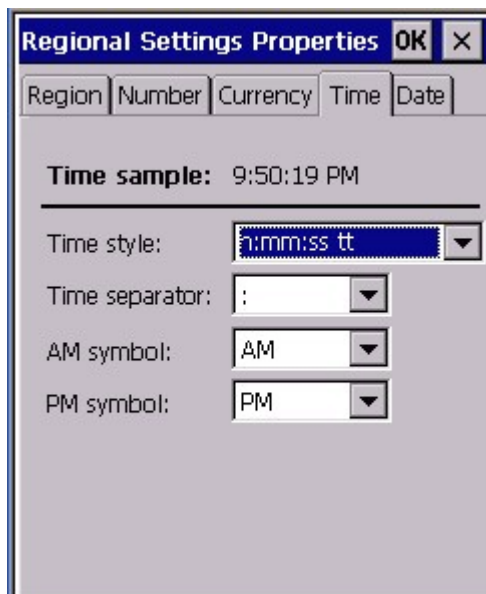 Regional Settings Properties OK ×
Region Number Currency Time Date
Time sample: 9:50:19 PM
Time style: h:mm:ss tt
Time separator: :
AM symbol: AM
PM symbol: PM